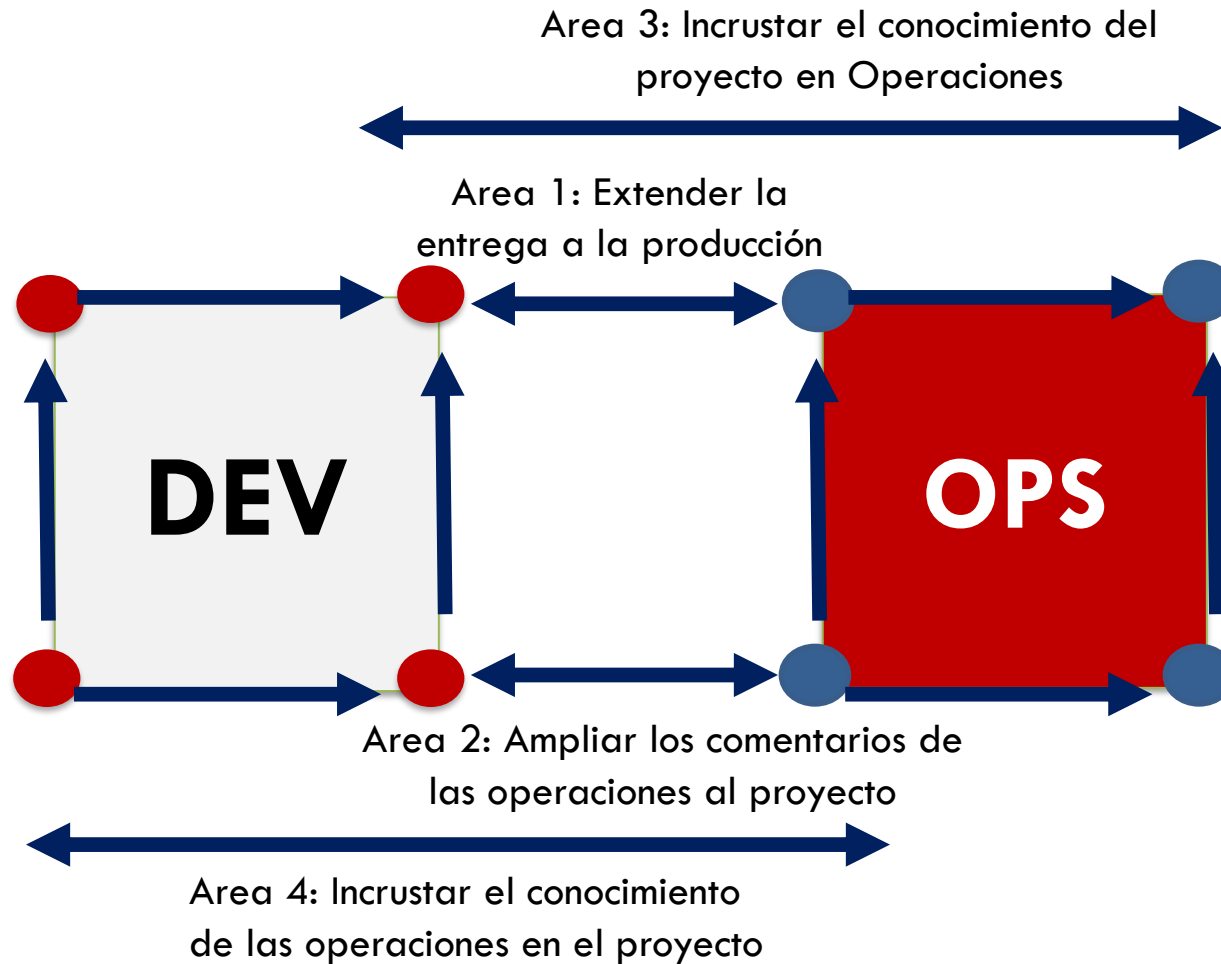 Area 3: Incrustar el conocimiento del
proyecto en Operaciones
Area 1: Extender la
entrega a la producción
DEV
OPS
Area 2: Ampliar los comentarios de
las operaciones al proyecto
Area 4: Incrustar el conocimiento
de las operaciones en el proyecto